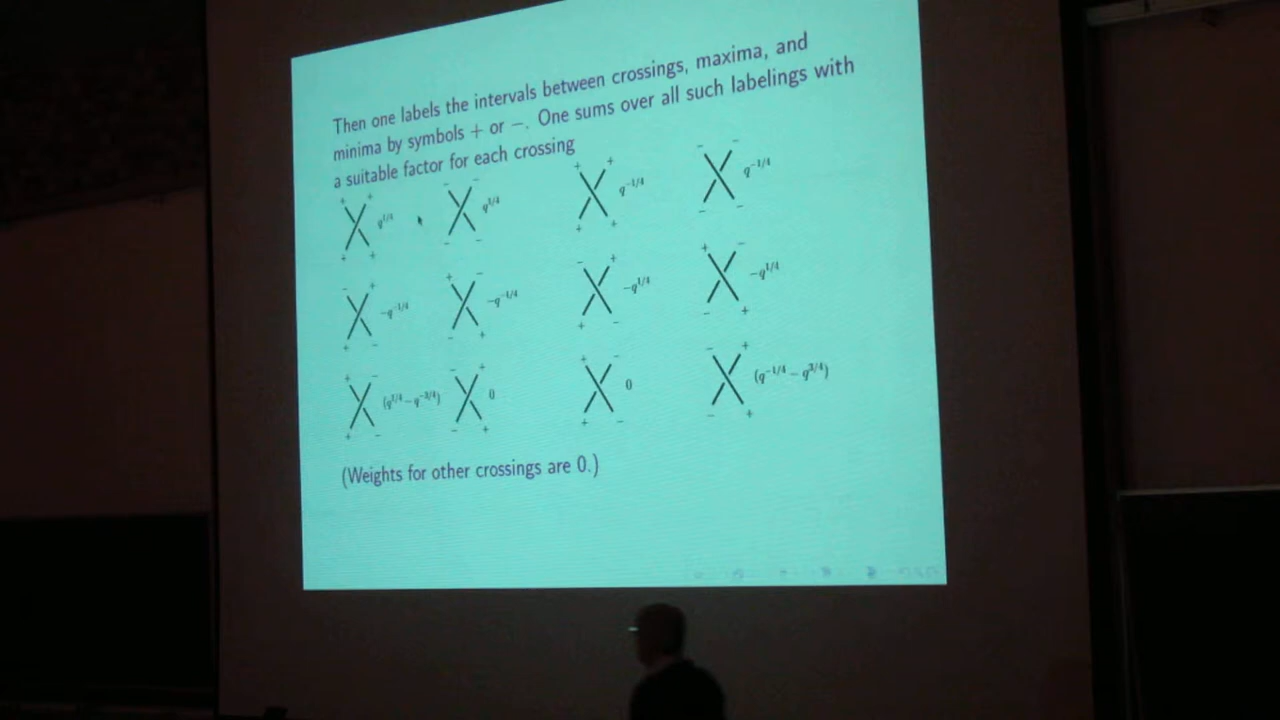 Then one labels the intervals between crossings, maxima, and
minima by symbols + or −. One sums over all such labelings with
a suitable factor for each crossing
+ + − − + + − −
q^{1/4} q^{1/4} q^{−1/4} q^{−1/4}
+ + − − + + − −
− + + − − + + −
−q^{−1/4} −q^{−1/4} −q^{1/4} −q^{1/4}
+ − − + + − − +
+ − − + + − − +
(q^{1/4} − q^{−3/4}) 0 0 (q^{−1/4} − q^{3/4})
+ − − + + − − +
(Weights for other crossings are 0.)